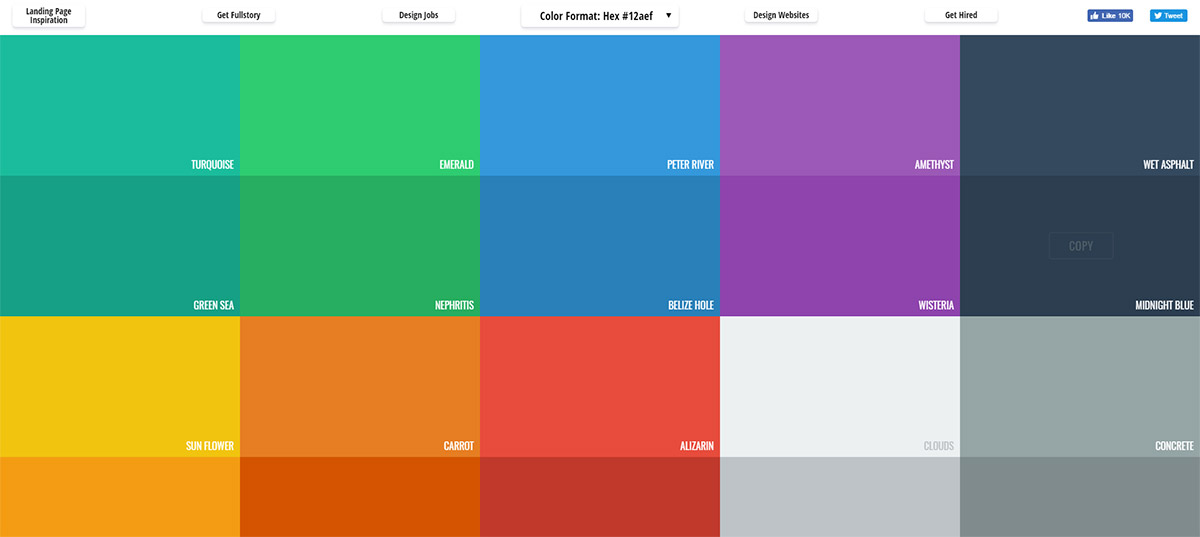 Landing Page
Inspiration
Get Fullstory
Design Jobs
Color Format: Hex #12aef
Design Websites
Get Hired
Like 10K
Tweet
TURQUOISE
EMERALD
PETER RIVER
AMETHYST
WET ASPHALT
COPY
GREEN SEA
NEPHRITIS
BELIZE HOLE
WISTERIA
MIDNIGHT BLUE
SUN FLOWER
CARROT
ALIZARIN
CLOUDS
CONCRETE